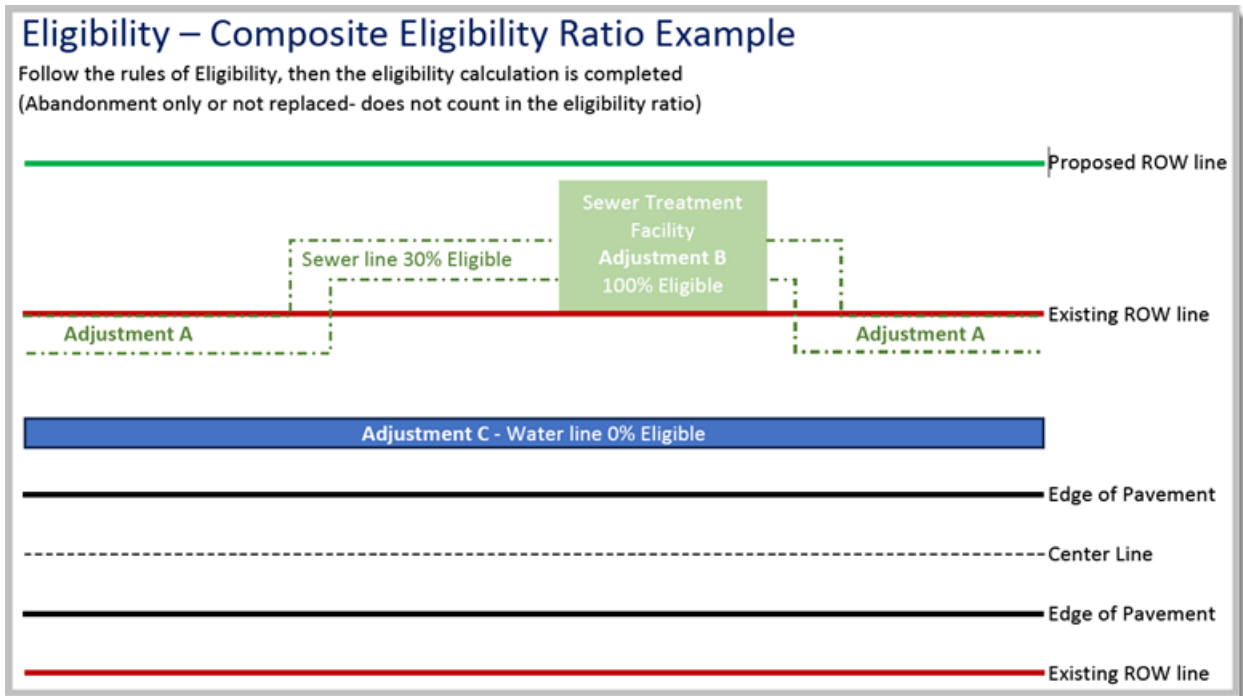 Eligibility – Composite Eligibility Ratio Example
Follow the rules of Eligibility, then the eligibility calculation is completed
(Abandonment only or not replaced- does not count in the eligibility ratio)
Proposed ROW line
Sewer Treatment
Facility
Adjustment B
100% Eligible
Sewer line 30% Eligible
Existing ROW line
Adjustment A
Adjustment A
Adjustment C - Water line 0% Eligible
Edge of Pavement
Center Line
Edge of Pavement
Existing ROW line